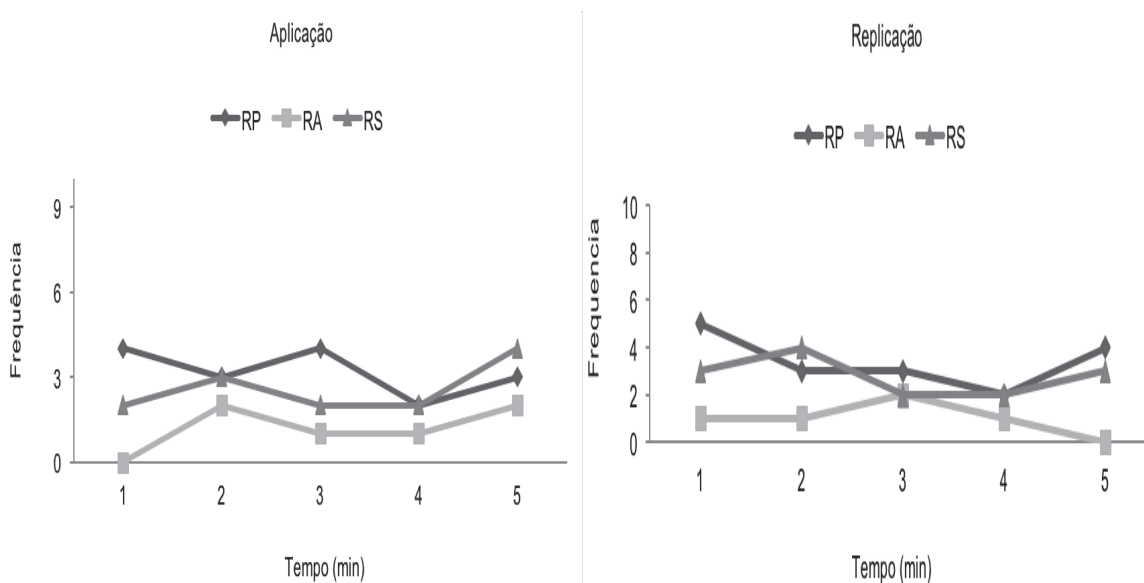 Aplicação
RP RA RS
Frequência
9
6
3
0
1 2 3 4 5
Tempo (min)
Replicação
RP RA RS
Frequencia
10
8
6
4
2
0
1 2 3 4 5
Tempo (min)